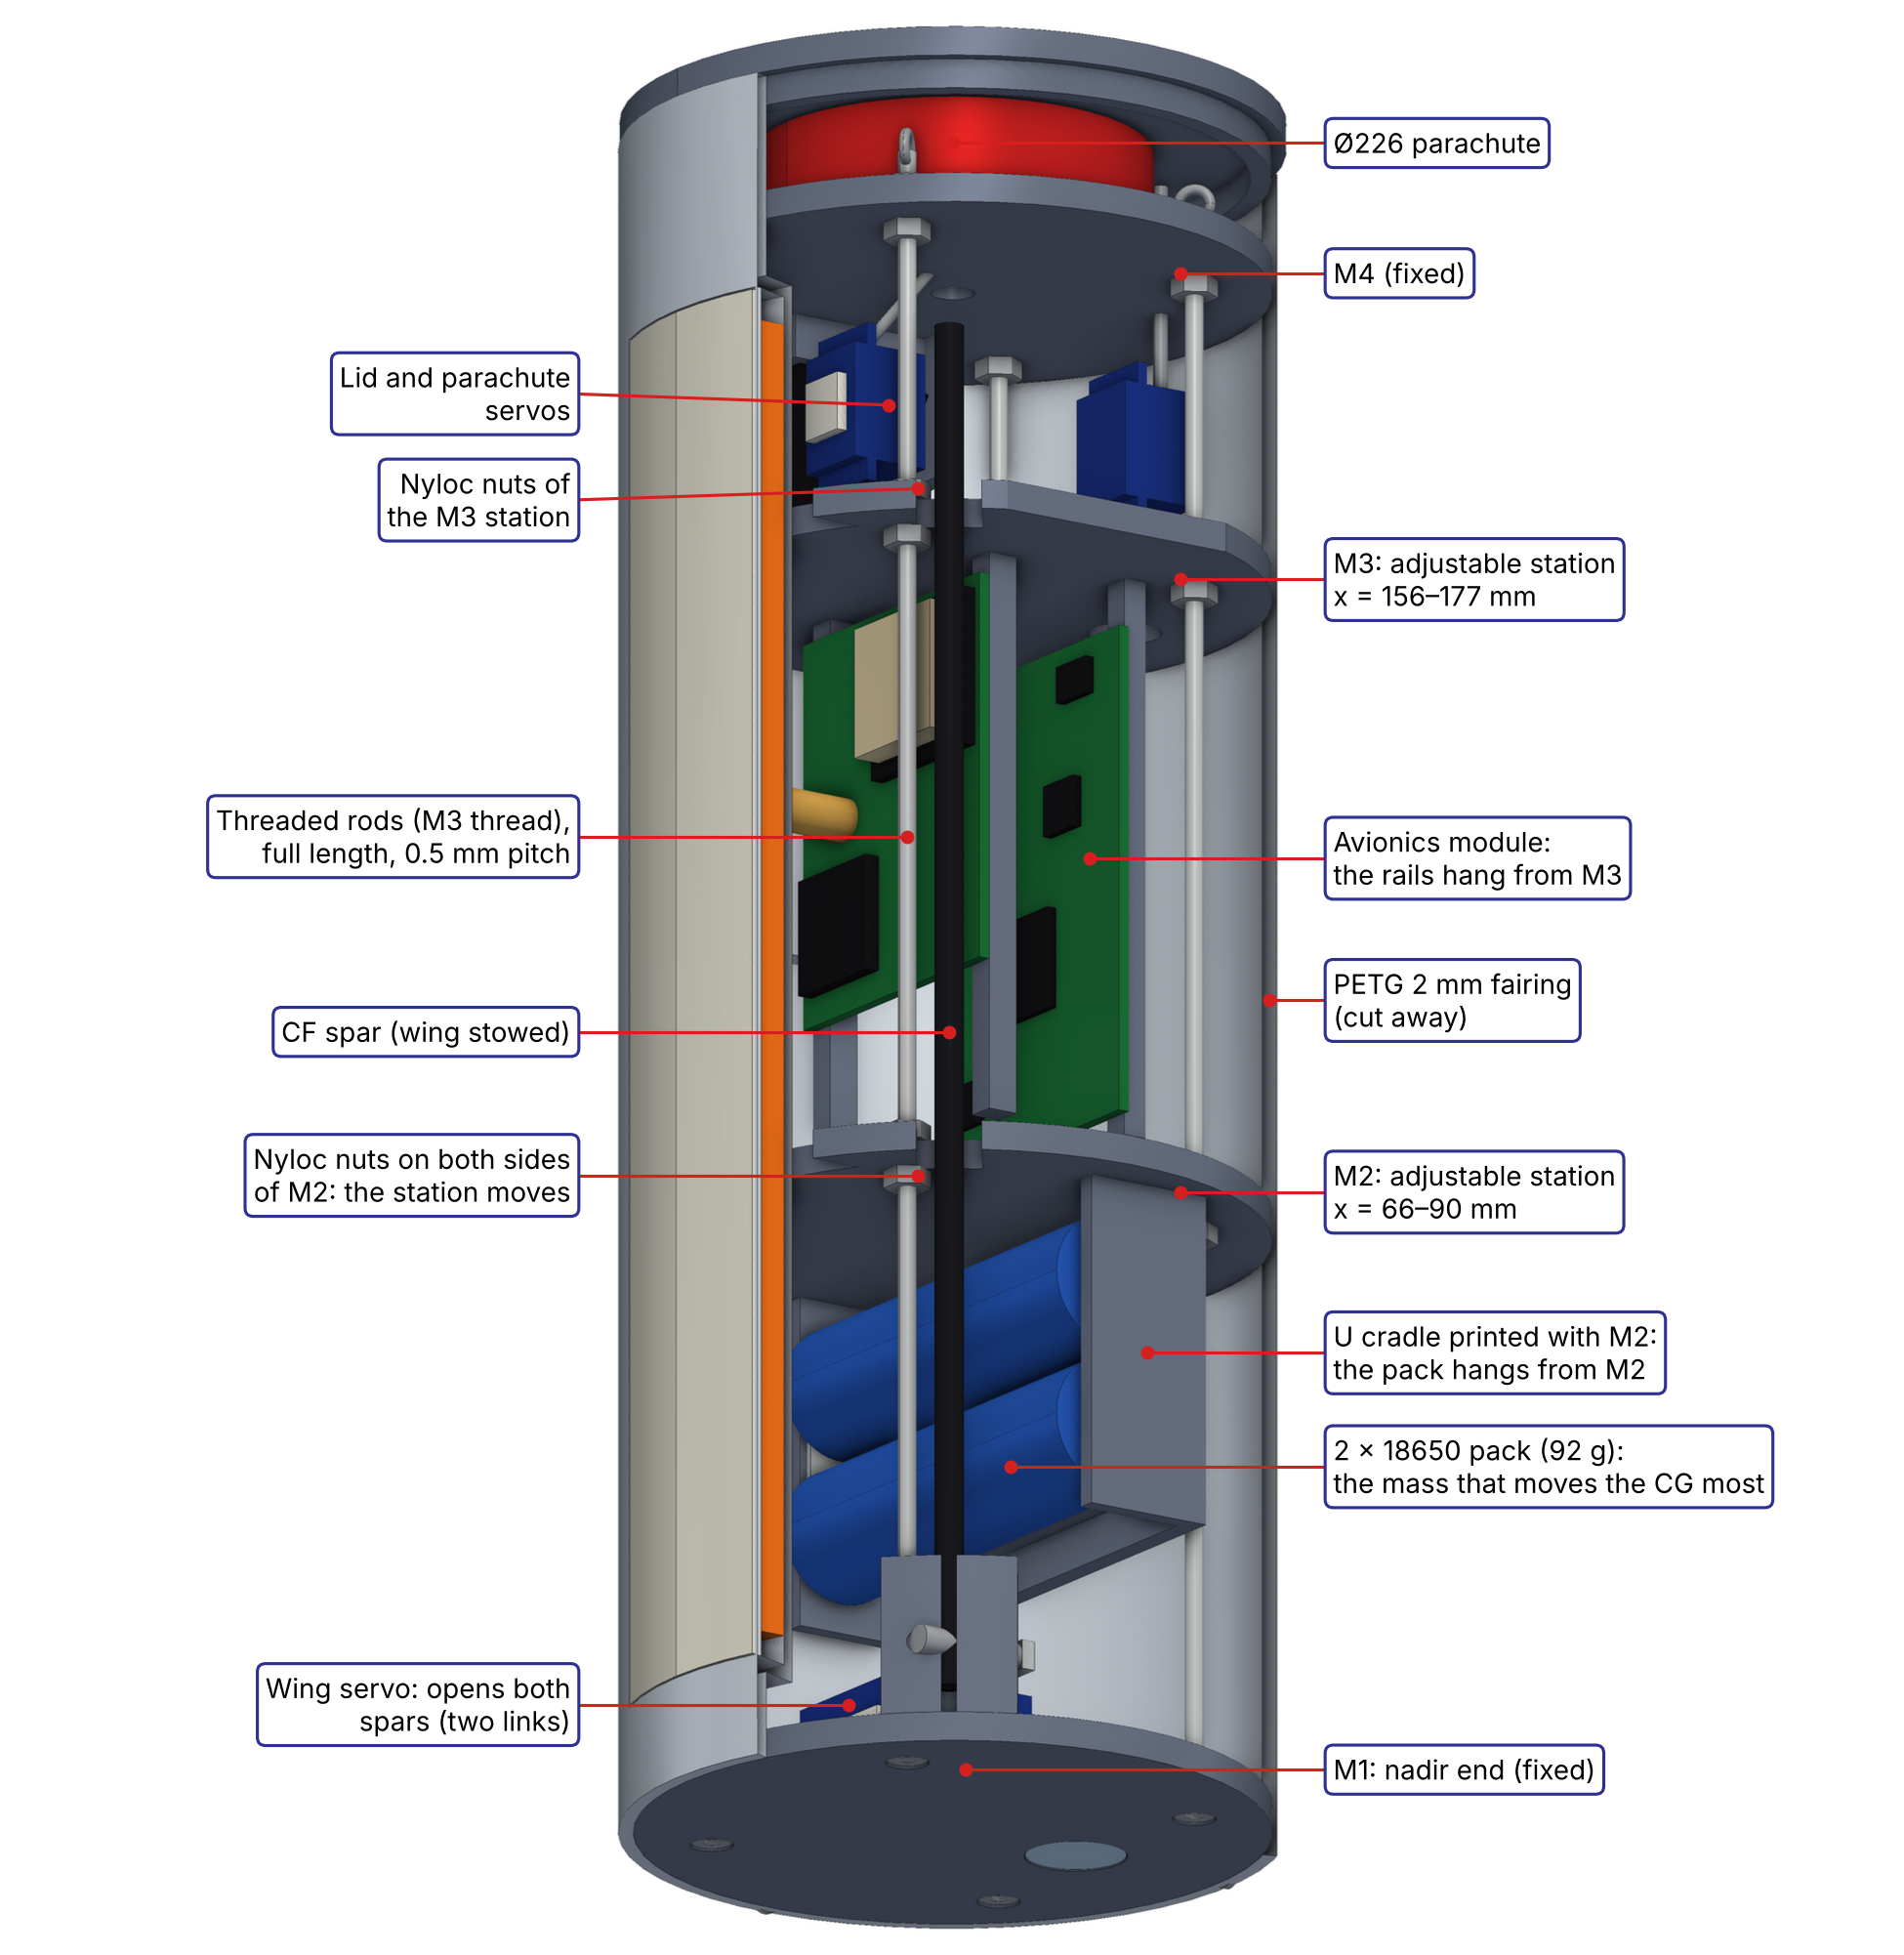 Ø226 parachute
M4 (fixed)
Lid and parachute
servos
Nyloc nuts of
the M3 station
M3: adjustable station
x = 156–177 mm
Threaded rods (M3 thread),
full length, 0.5 mm pitch
Avionics module:
the rails hang from M3
PETG 2 mm fairing
(cut away)
CF spar (wing stowed)
Nyloc nuts on both sides
of M2: the station moves
M2: adjustable station
x = 66–90 mm
U cradle printed with M2:
the pack hangs from M2
2 × 18650 pack (92 g):
the mass that moves the CG most
Wing servo: opens both
spars (two links)
M1: nadir end (fixed)